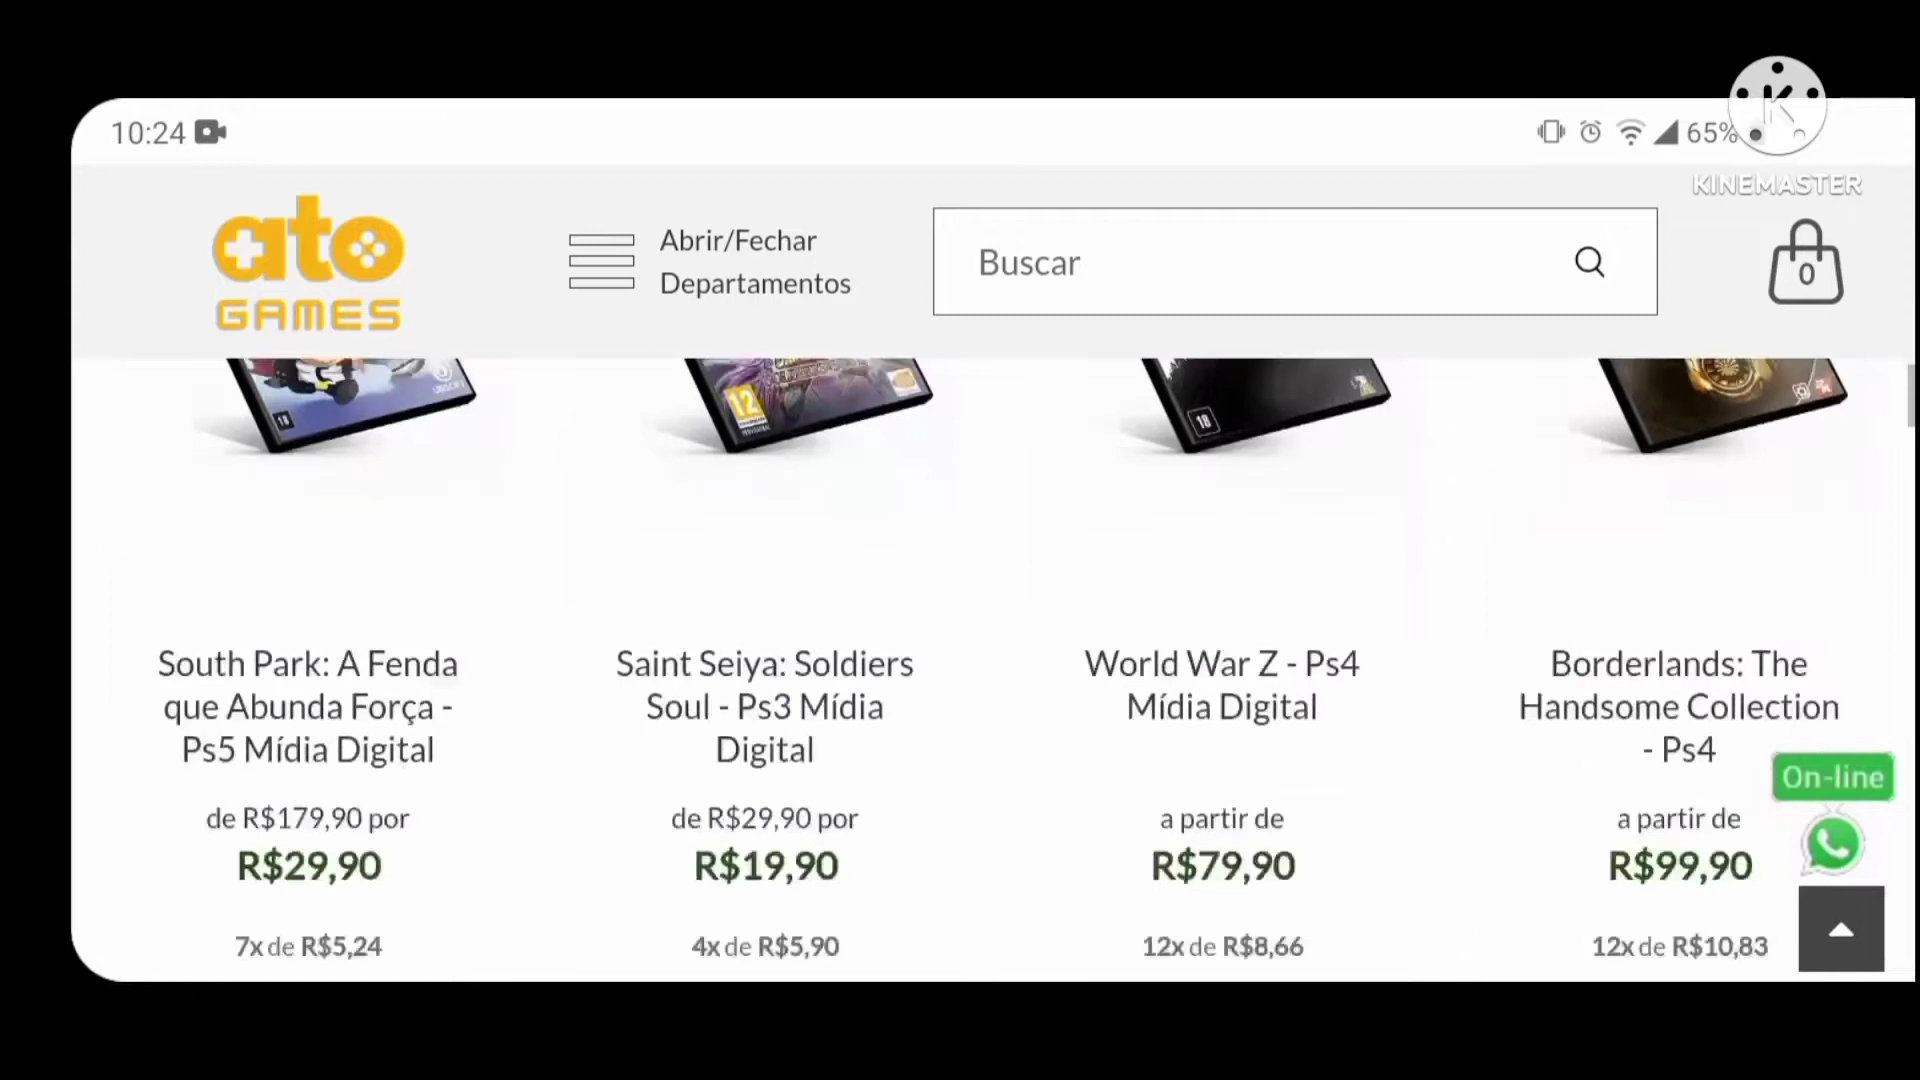 10:24
65%
KINEMASTER
ato
GAMES
Abrir/Fechar
Departamentos
Buscar
0
18
12
18
South Park: A Fenda
que Abunda Força -
Ps5 Mídia Digital
de R$179,90 por
R$29,90
7x de R$5,24
Saint Seiya: Soldiers
Soul - Ps3 Mídia
Digital
de R$29,90 por
R$19,90
4x de R$5,90
World War Z - Ps4
Mídia Digital
a partir de
R$79,90
12x de R$8,66
Borderlands: The
Handsome Collection
- Ps4
a partir de
R$99,90
12x de R$10,83
On-line